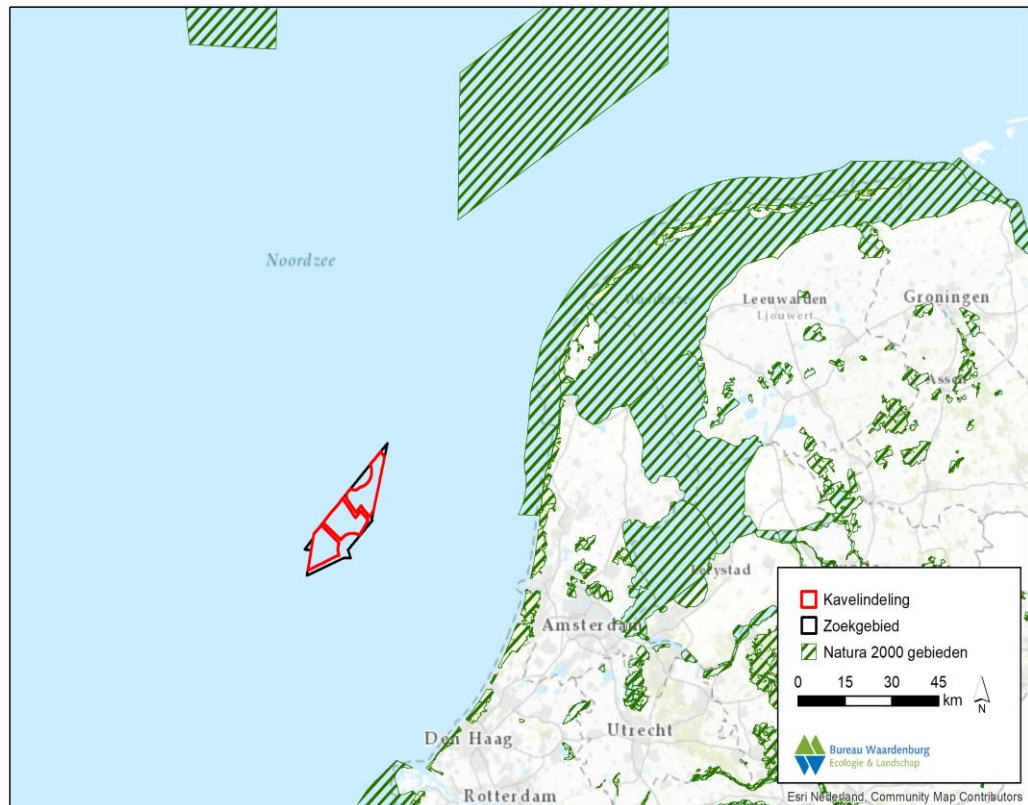 Noordzee
Leeuwarden
Ljouwert
Groningen
Assen
Lelystad
Amsterdam
Utrecht
Den Haag
Rotterdam
Kavelindeling
Zoekgebied
Natura 2000 gebieden
0 15 30 45
km
N
Bureau Waardenburg
Ecologie & Landschap
Esri Nederland, Community Map Contributors